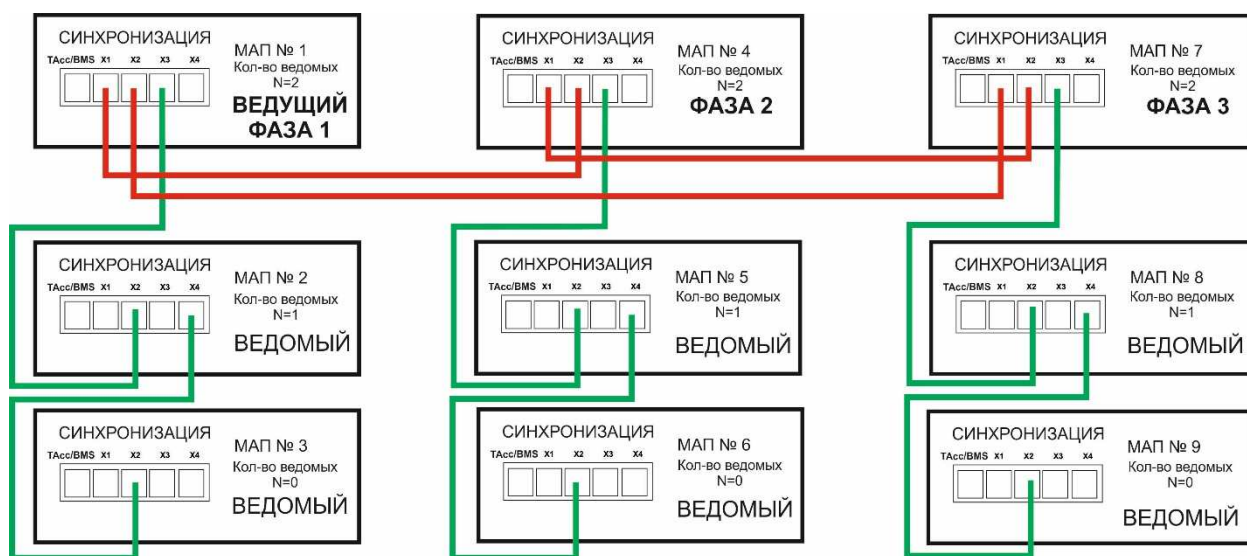 СИНХРОНИЗАЦИЯ
TAcc/BMS X1 X2 X3 X4
МАП № 1
Кол-во ведомых
N=2
ВЕДУЩИЙ
ФАЗА 1
СИНХРОНИЗАЦИЯ
TAcc/BMS X1 X2 X3 X4
МАП № 4
Кол-во ведомых
N=2
ФАЗА 2
СИНХРОНИЗАЦИЯ
TAcc/BMS X1 X2 X3 X4
МАП № 7
Кол-во ведомых
N=2
ФАЗА 3
СИНХРОНИЗАЦИЯ
TAcc/BMS X1 X2 X3 X4
МАП № 2
Кол-во ведомых
N=1
ВЕДОМЫЙ
СИНХРОНИЗАЦИЯ
TAcc/BMS X1 X2 X3 X4
МАП № 5
Кол-во ведомых
N=1
ВЕДОМЫЙ
СИНХРОНИЗАЦИЯ
TAcc/BMS X1 X2 X3 X4
МАП № 8
Кол-во ведомых
N=1
ВЕДОМЫЙ
СИНХРОНИЗАЦИЯ
TAcc/BMS X1 X2 X3 X4
МАП № 3
Кол-во ведомых
N=0
ВЕДОМЫЙ
СИНХРОНИЗАЦИЯ
TAcc/BMS X1 X2 X3 X4
МАП № 6
Кол-во ведомых
N=0
ВЕДОМЫЙ
СИНХРОНИЗАЦИЯ
TAcc/BMS X1 X2 X3 X4
МАП № 9
Кол-во ведомых
N=0
ВЕДОМЫЙ